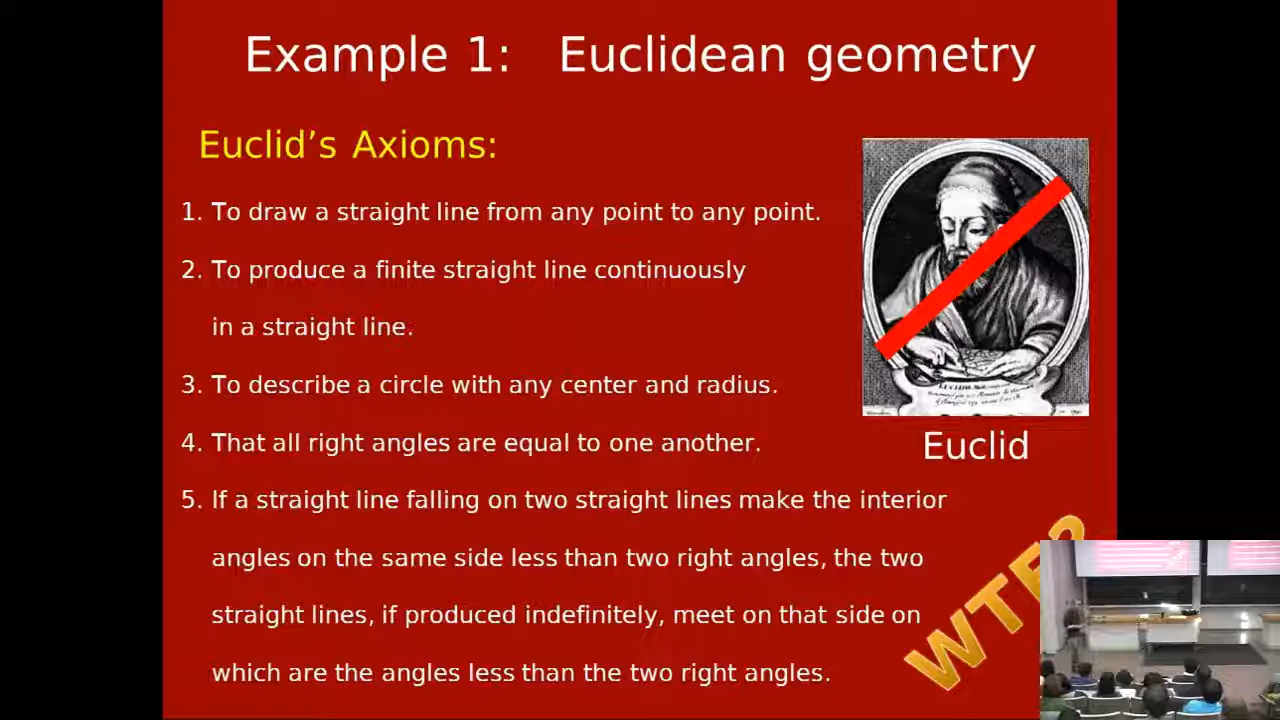 Example 1: Euclidean geometry
Euclid’s Axioms:
1. To draw a straight line from any point to any point.
2. To produce a finite straight line continuously
in a straight line.
3. To describe a circle with any center and radius.
4. That all right angles are equal to one another.
Euclid
5. If a straight line falling on two straight lines make the interior
angles on the same side less than two right angles, the two
straight lines, if produced indefinitely, meet on that side on
which are the angles less than the two right angles.
WTF?